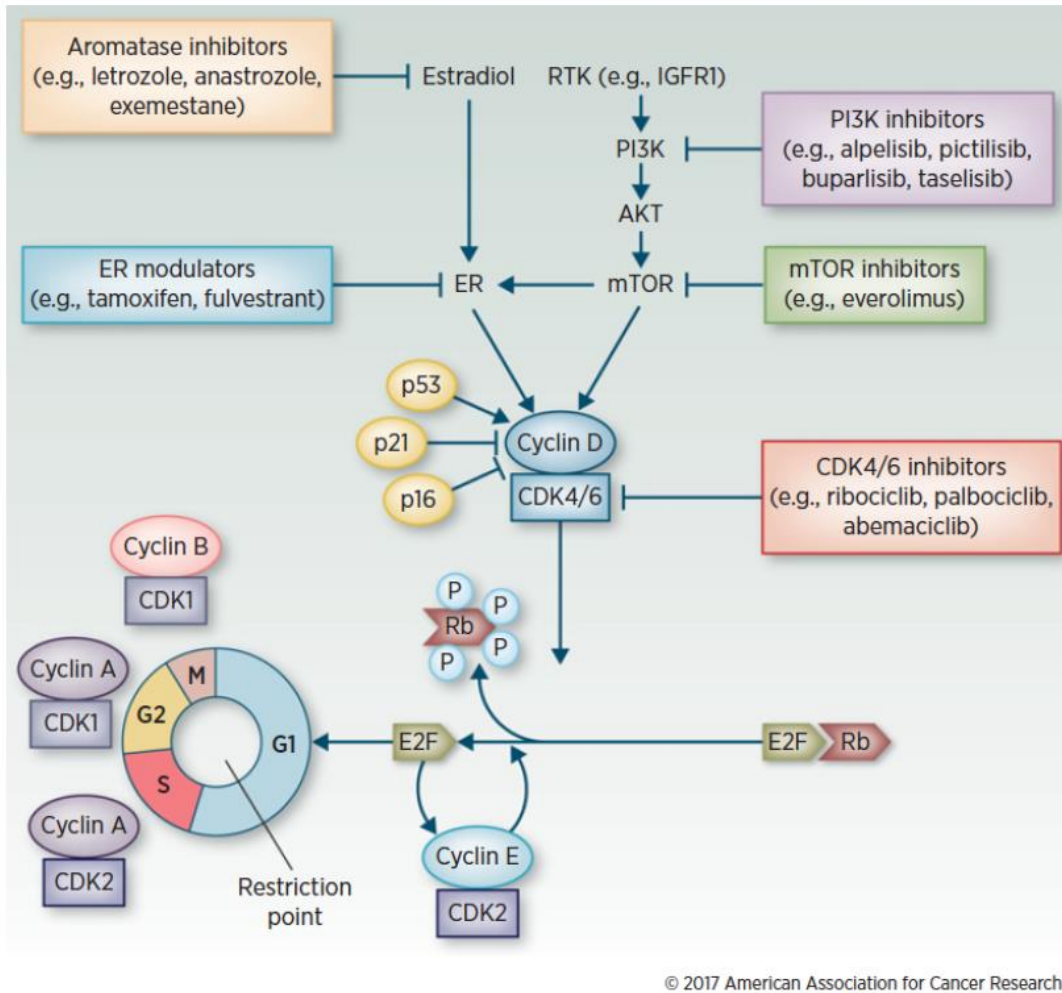 Aromatase inhibitors
(e.g., letrozole, anastrozole,
exemestane)
Estradiol
RTK (e.g., IGFR1)
PI3K
PI3K inhibitors
(e.g., alpelisib, pictilisib,
buparlisib, taselisib)
AKT
ER modulators
(e.g., tamoxifen, fulvestrant)
ER
mTOR
mTOR inhibitors
(e.g., everolimus)
p53
p21
p16
Cyclin D
CDK4/6
CDK4/6 inhibitors
(e.g., ribociclib, palbociclib,
abemaciclib)
Cyclin B
CDK1
P
P
Rb
P
P
Cyclin A
CDK1
M
G2
G1
S
E2F
E2F
Rb
Cyclin A
CDK2
Restriction
point
Cyclin E
CDK2
© 2017 American Association for Cancer Research